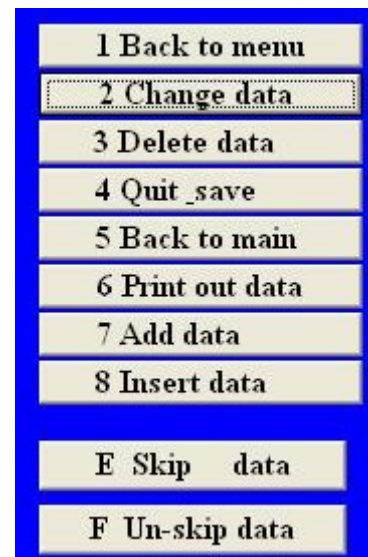 1 Back to menu
2 Change data
3 Delete data
4 Quit_save
5 Back to main
6 Print out data
7 Add data
8 Insert data
E Skip data
F Un-skip data